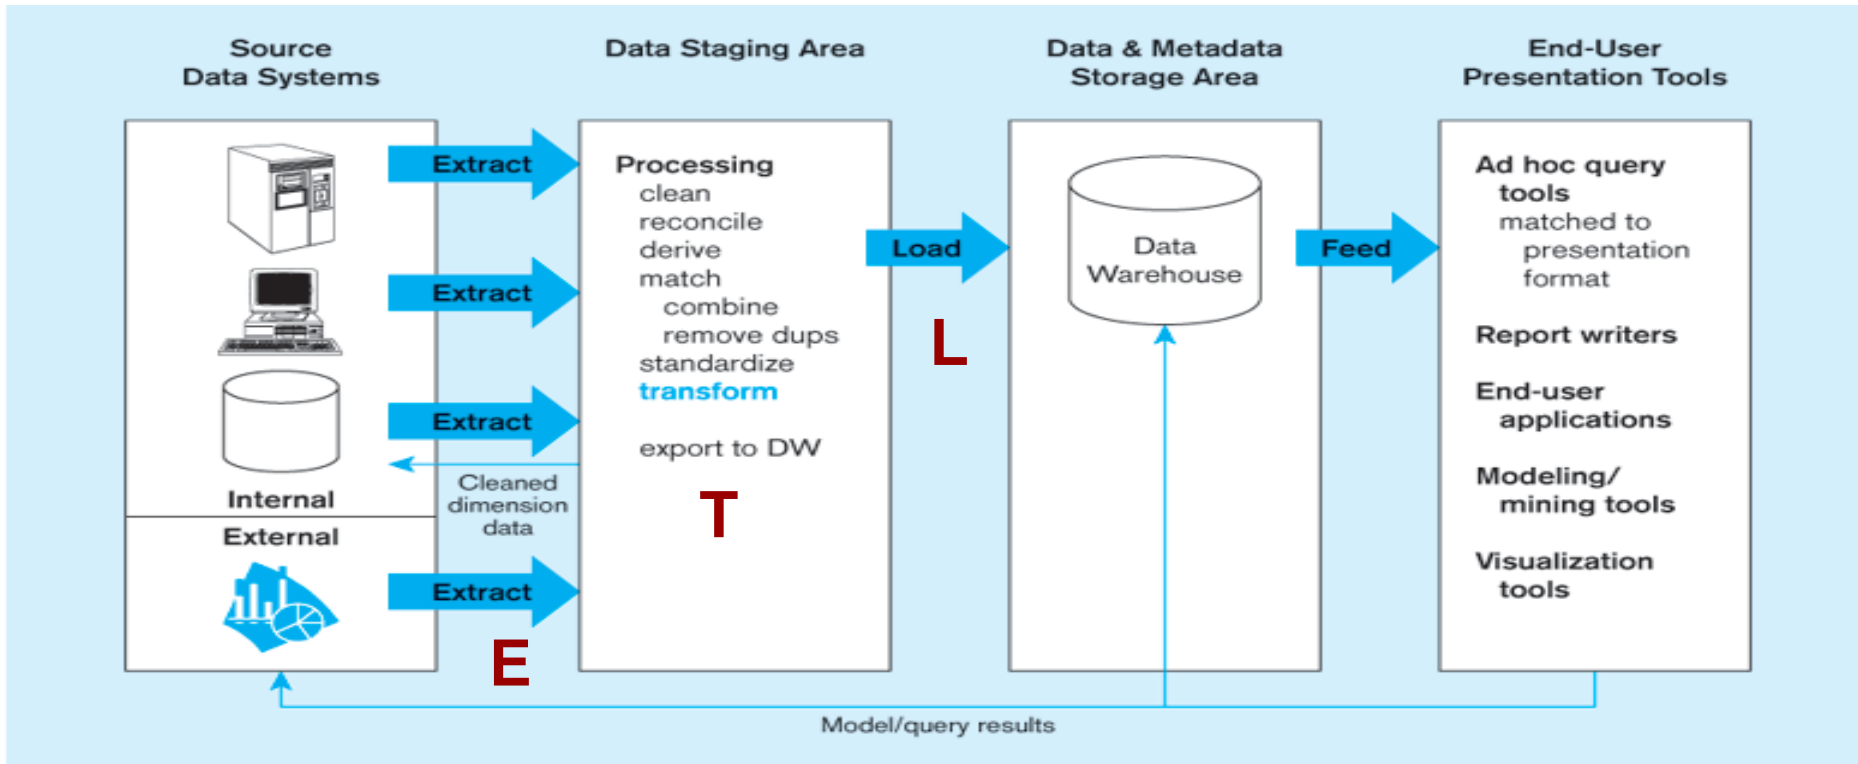 Source
Data Systems
Data Staging Area
Data & Metadata
Storage Area
End-User
Presentation Tools
Extract
Extract
Extract
Cleaned
dimension
data
Internal
External
Extract
E
Processing
clean
reconcile
derive
match
combine
remove dups
standardize
transform
export to DW
T
Load
L
Data
Warehouse
Feed
Ad hoc query
tools
matched to
presentation
format
Report writers
End-user
applications
Modeling/
mining tools
Visualization
tools
Model/query results